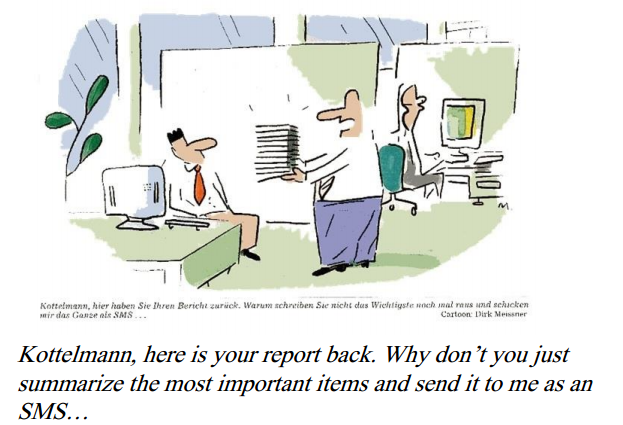 M.
Kottelmann, hier haben Sie Ihren Bericht zurück. Warum schreiben Sie nicht das Wichtigste noch mal raus und schicken
mir das Ganze als SMS ...
Cartoon: Dirk Meissner
Kottelmann, here is your report back. Why don’t you just
summarize the most important items and send it to me as an
SMS…